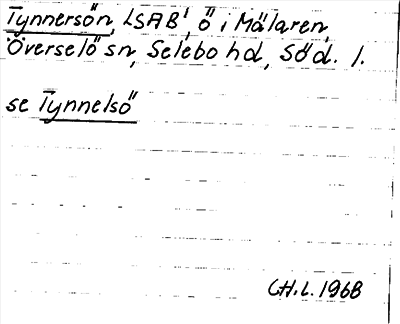 Tynnersön, LSAB', ö i Mälaren,
Överselö sn, Selebo hd, Söd. l.
se Tynnelsö
CH.L. 1968